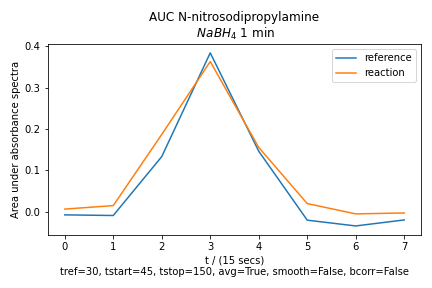 AUC N-nitrosodipropylamine
NaBH₄ 1 min
reference
reaction
Area under absorbance spectra
0.4
0.3
0.2
0.1
0.0
0 1 2 3 4 5 6 7
t / (15 secs)
tref=30, tstart=45, tstop=150, avg=True, smooth=False, bcorr=False